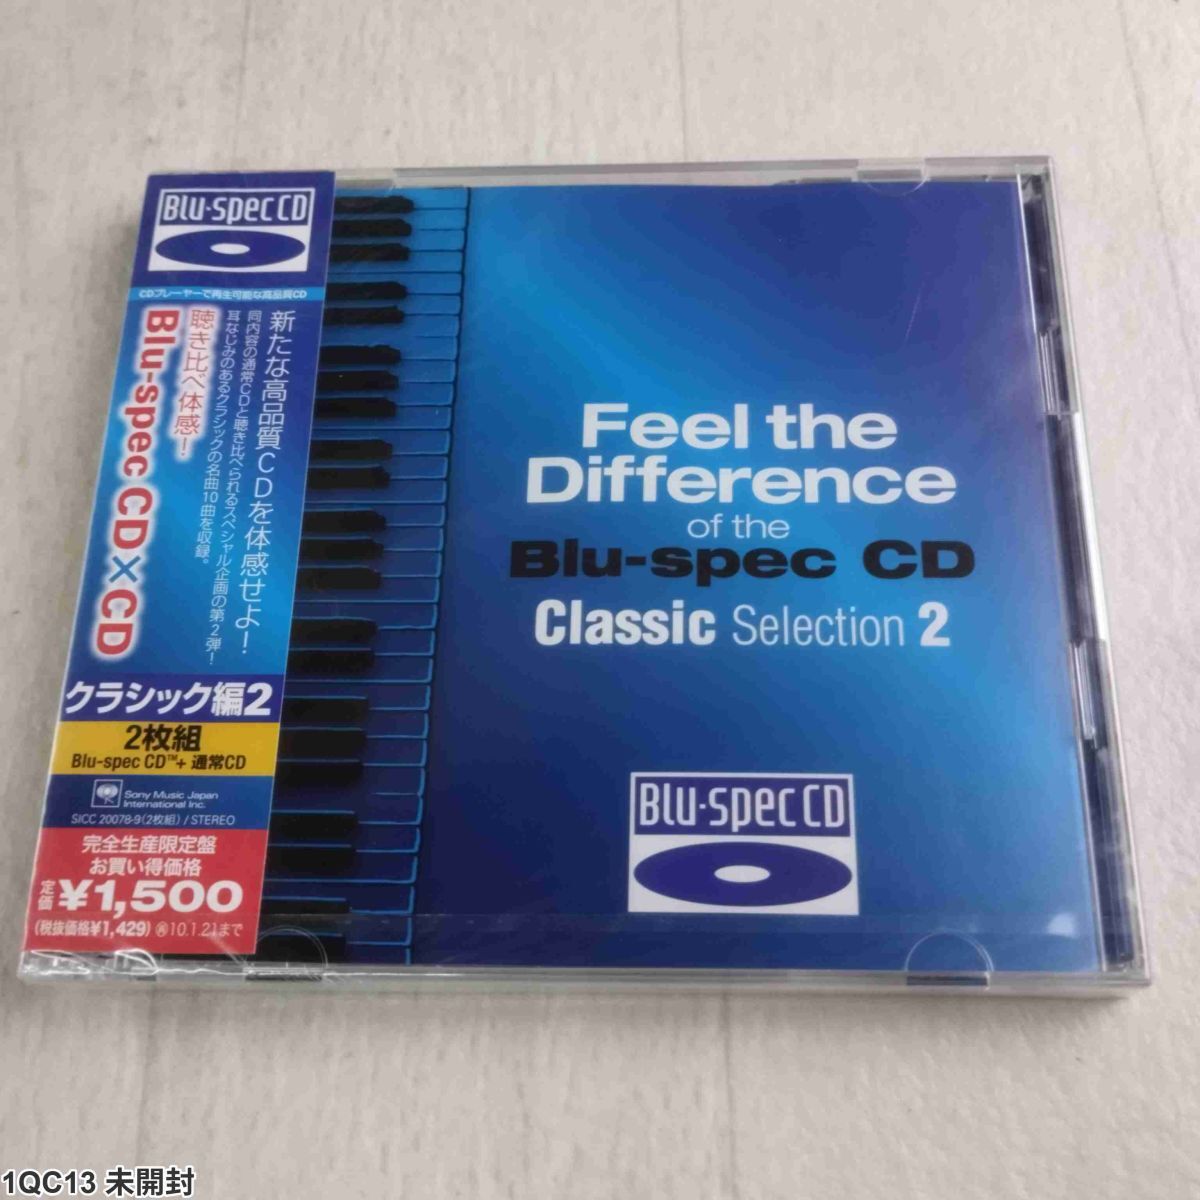 Blu-spec CD
CDプレーヤーで再生可能な高品質CD
新たな高品質CDを体感せよ!
同内容の通常CDと聴き比べられるスペシャル企画の第2弾!
耳なじみのあるクラシックの名曲10曲を収録。
聴き比べ体感!
Blu-spec CD×CD
クラシック編2
2枚組
Blu-spec CD™+ 通常CD
Sony Music Japan
International Inc.
SICC 20078-9(2枚組) / STEREO
完全生産限定盤
お買い得価格
定価 ¥1,500
(税抜価格¥1,429) ㊕10.1.21まで
Feel the
Difference
of the
Blu-spec CD
Classic Selection 2
Blu-spec CD
1QC13 未開封